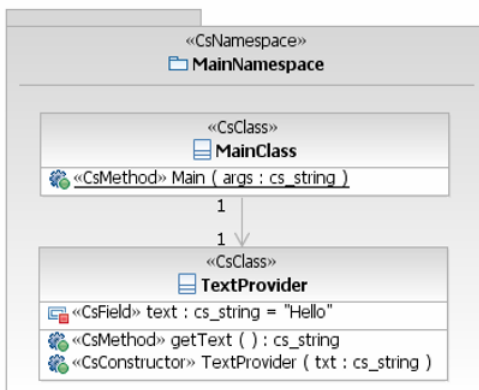 «CsNamespace»
MainNamespace
«CsClass»
MainClass
«CsMethod» Main ( args : cs_string )
1
1
«CsClass»
TextProvider
«CsField» text : cs_string = "Hello"
«CsMethod» getText ( ) : cs_string
«CsConstructor» TextProvider ( txt : cs_string )